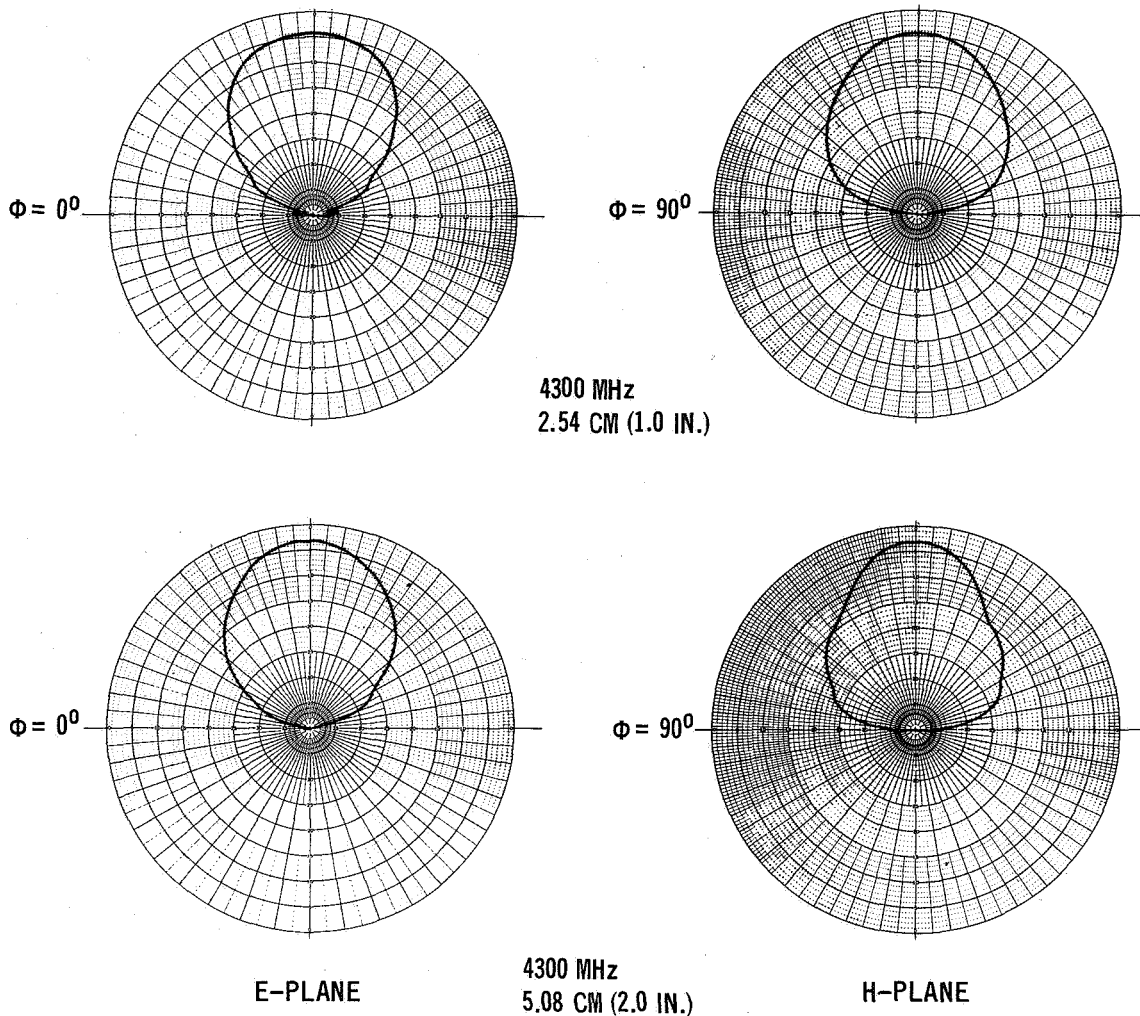 Φ = 0⁰
Φ = 90⁰
4300 MHz
2.54 CM (1.0 IN.)
Φ = 0⁰
Φ = 90⁰
4300 MHz
5.08 CM (2.0 IN.)
E-PLANE
H-PLANE